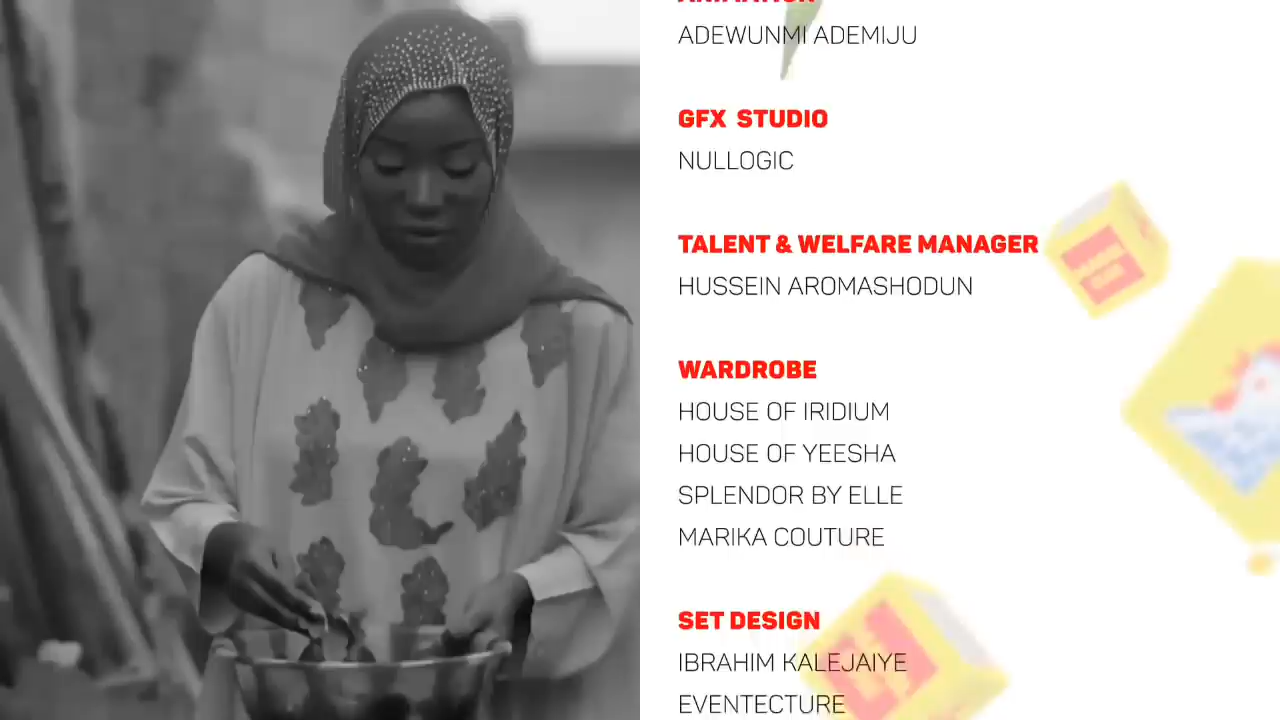 ADEWUNMI ADEMIJU
GFX STUDIO
NULLOGIC
TALENT & WELFARE MANAGER
HUSSEIN AROMASHODUN
WARDROBE
HOUSE OF IRIDIUM
HOUSE OF YEESHA
SPLENDOR BY ELLE
MARIKA COUTURE
SET DESIGN
IBRAHIM KALEJAIYE
EVENTECTURE